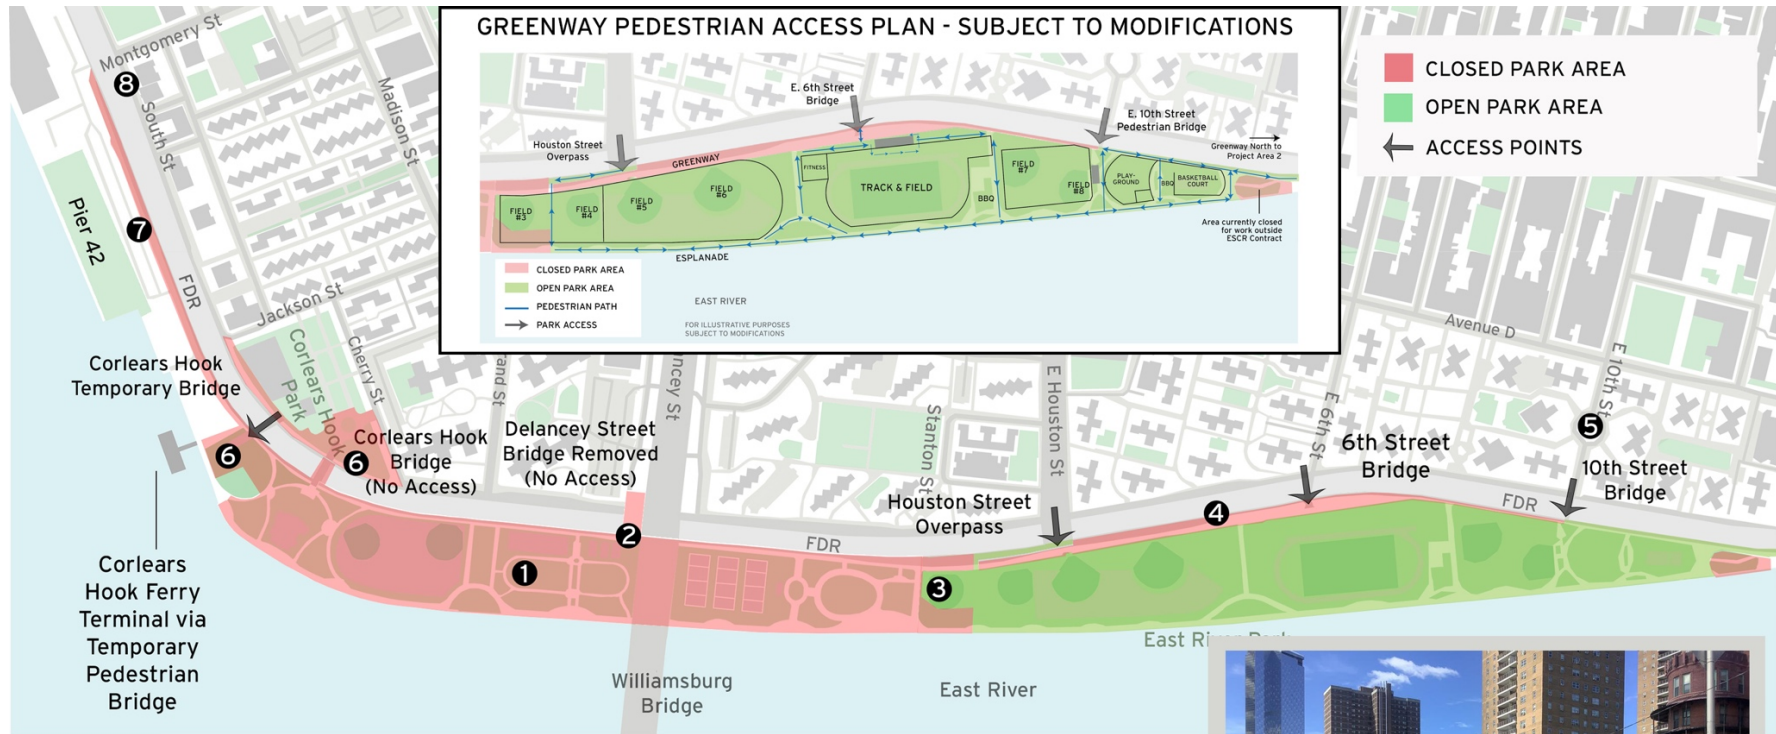 GREENWAY PEDESTRIAN ACCESS PLAN - SUBJECT TO MODIFICATIONS
E. 6th Street
Bridge
E. 10th Street
Pedestrian Bridge
Houston Street
Overpass
Greenway North to
Project Area 2
GREENWAY
FITNESS
TRACK & FIELD
FIELD
#7
FIELD
#8
PLAY-
GROUND
BBQ
BASKETBALL
COURT
FIELD
#6
FIELD
#5
FIELD
#4
FIELD
#3
BBQ
Area currently closed
for work outside
ESCR Contract
ESPLANADE
CLOSED PARK AREA
OPEN PARK AREA
PEDESTRIAN PATH
PARK ACCESS
EAST RIVER
FOR ILLUSTRATIVE PURPOSES
SUBJECT TO MODIFICATIONS
CLOSED PARK AREA
OPEN PARK AREA
ACCESS POINTS
Montgomery St
8
South St
Madison St
Pier 42
7
FDR
Jackson St
Corlears Hook
Park
Cherry St
Corlears Hook
Temporary Bridge
6
6
Corlears Hook
Bridge
(No Access)
Delancey Street
Bridge Removed
(No Access)
and St
ncey St
Stanton St
E Houston St
Avenue D
E 6th St
E 10th St
5
6th Street
Bridge
10th Street
Bridge
Houston Street
Overpass
4
FDR
2
FDR
1
3
Corlears
Hook Ferry
Terminal via
Temporary
Pedestrian
Bridge
Williamsburg
Bridge
East River
East River Park